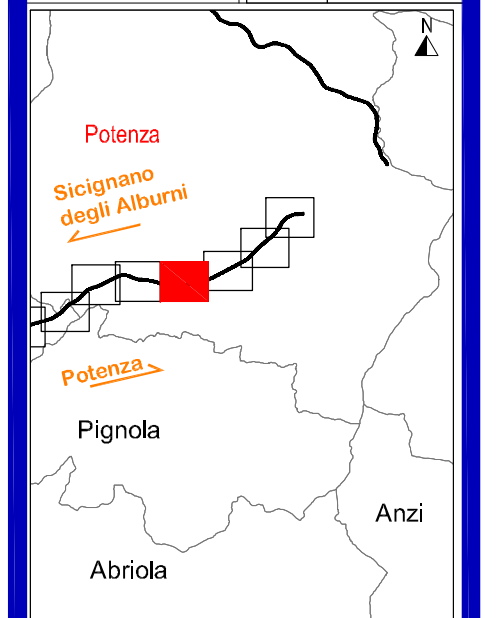 N
Potenza
Sicignano
degli Alburni
Potenza
Pignola
Anzi
Abriola